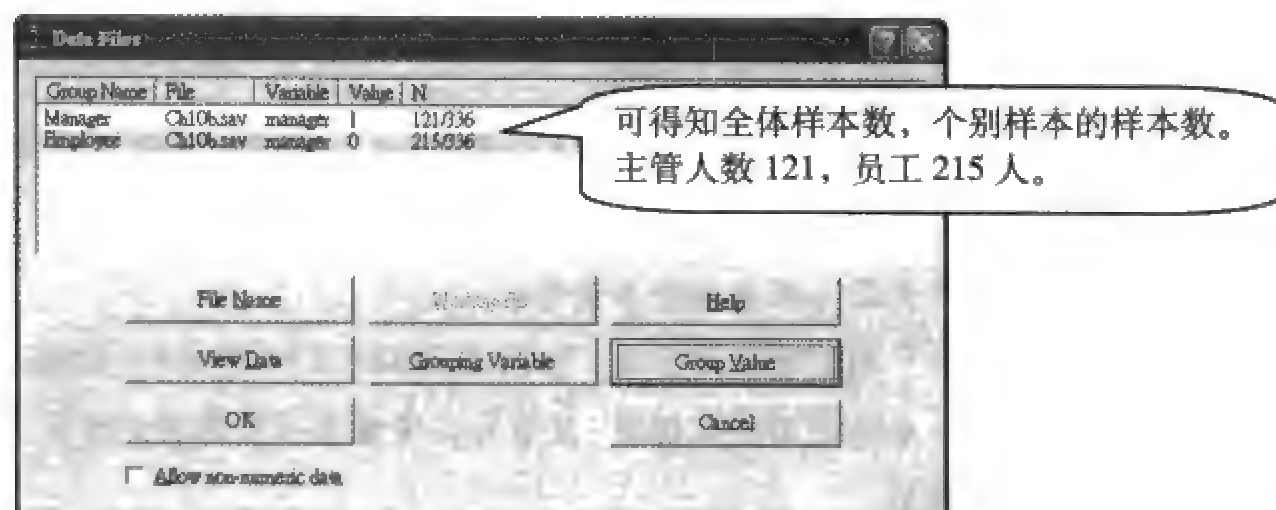 Data Files
Group Name File Variable Value N
Manager Ch10b.sav manager 1 121/336
Employee Ch10b.sav manager 0 215/336
可得知全体样本数、个别样本的样本数。
主管人数 121，员工 215 人。
File Name Help
View Data Grouping Variable Group Value
OK Cancel
Allow non-numeric data